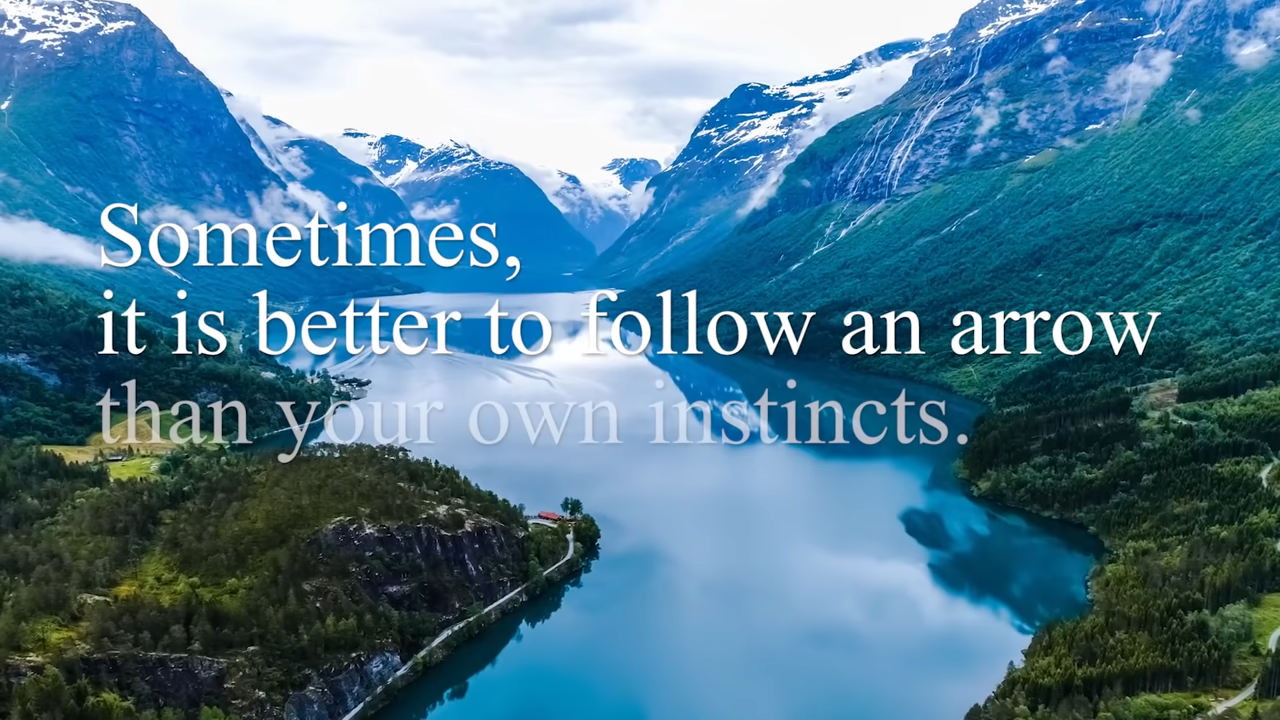 Sometimes,
it is better to follow an arrow
than your own instincts.